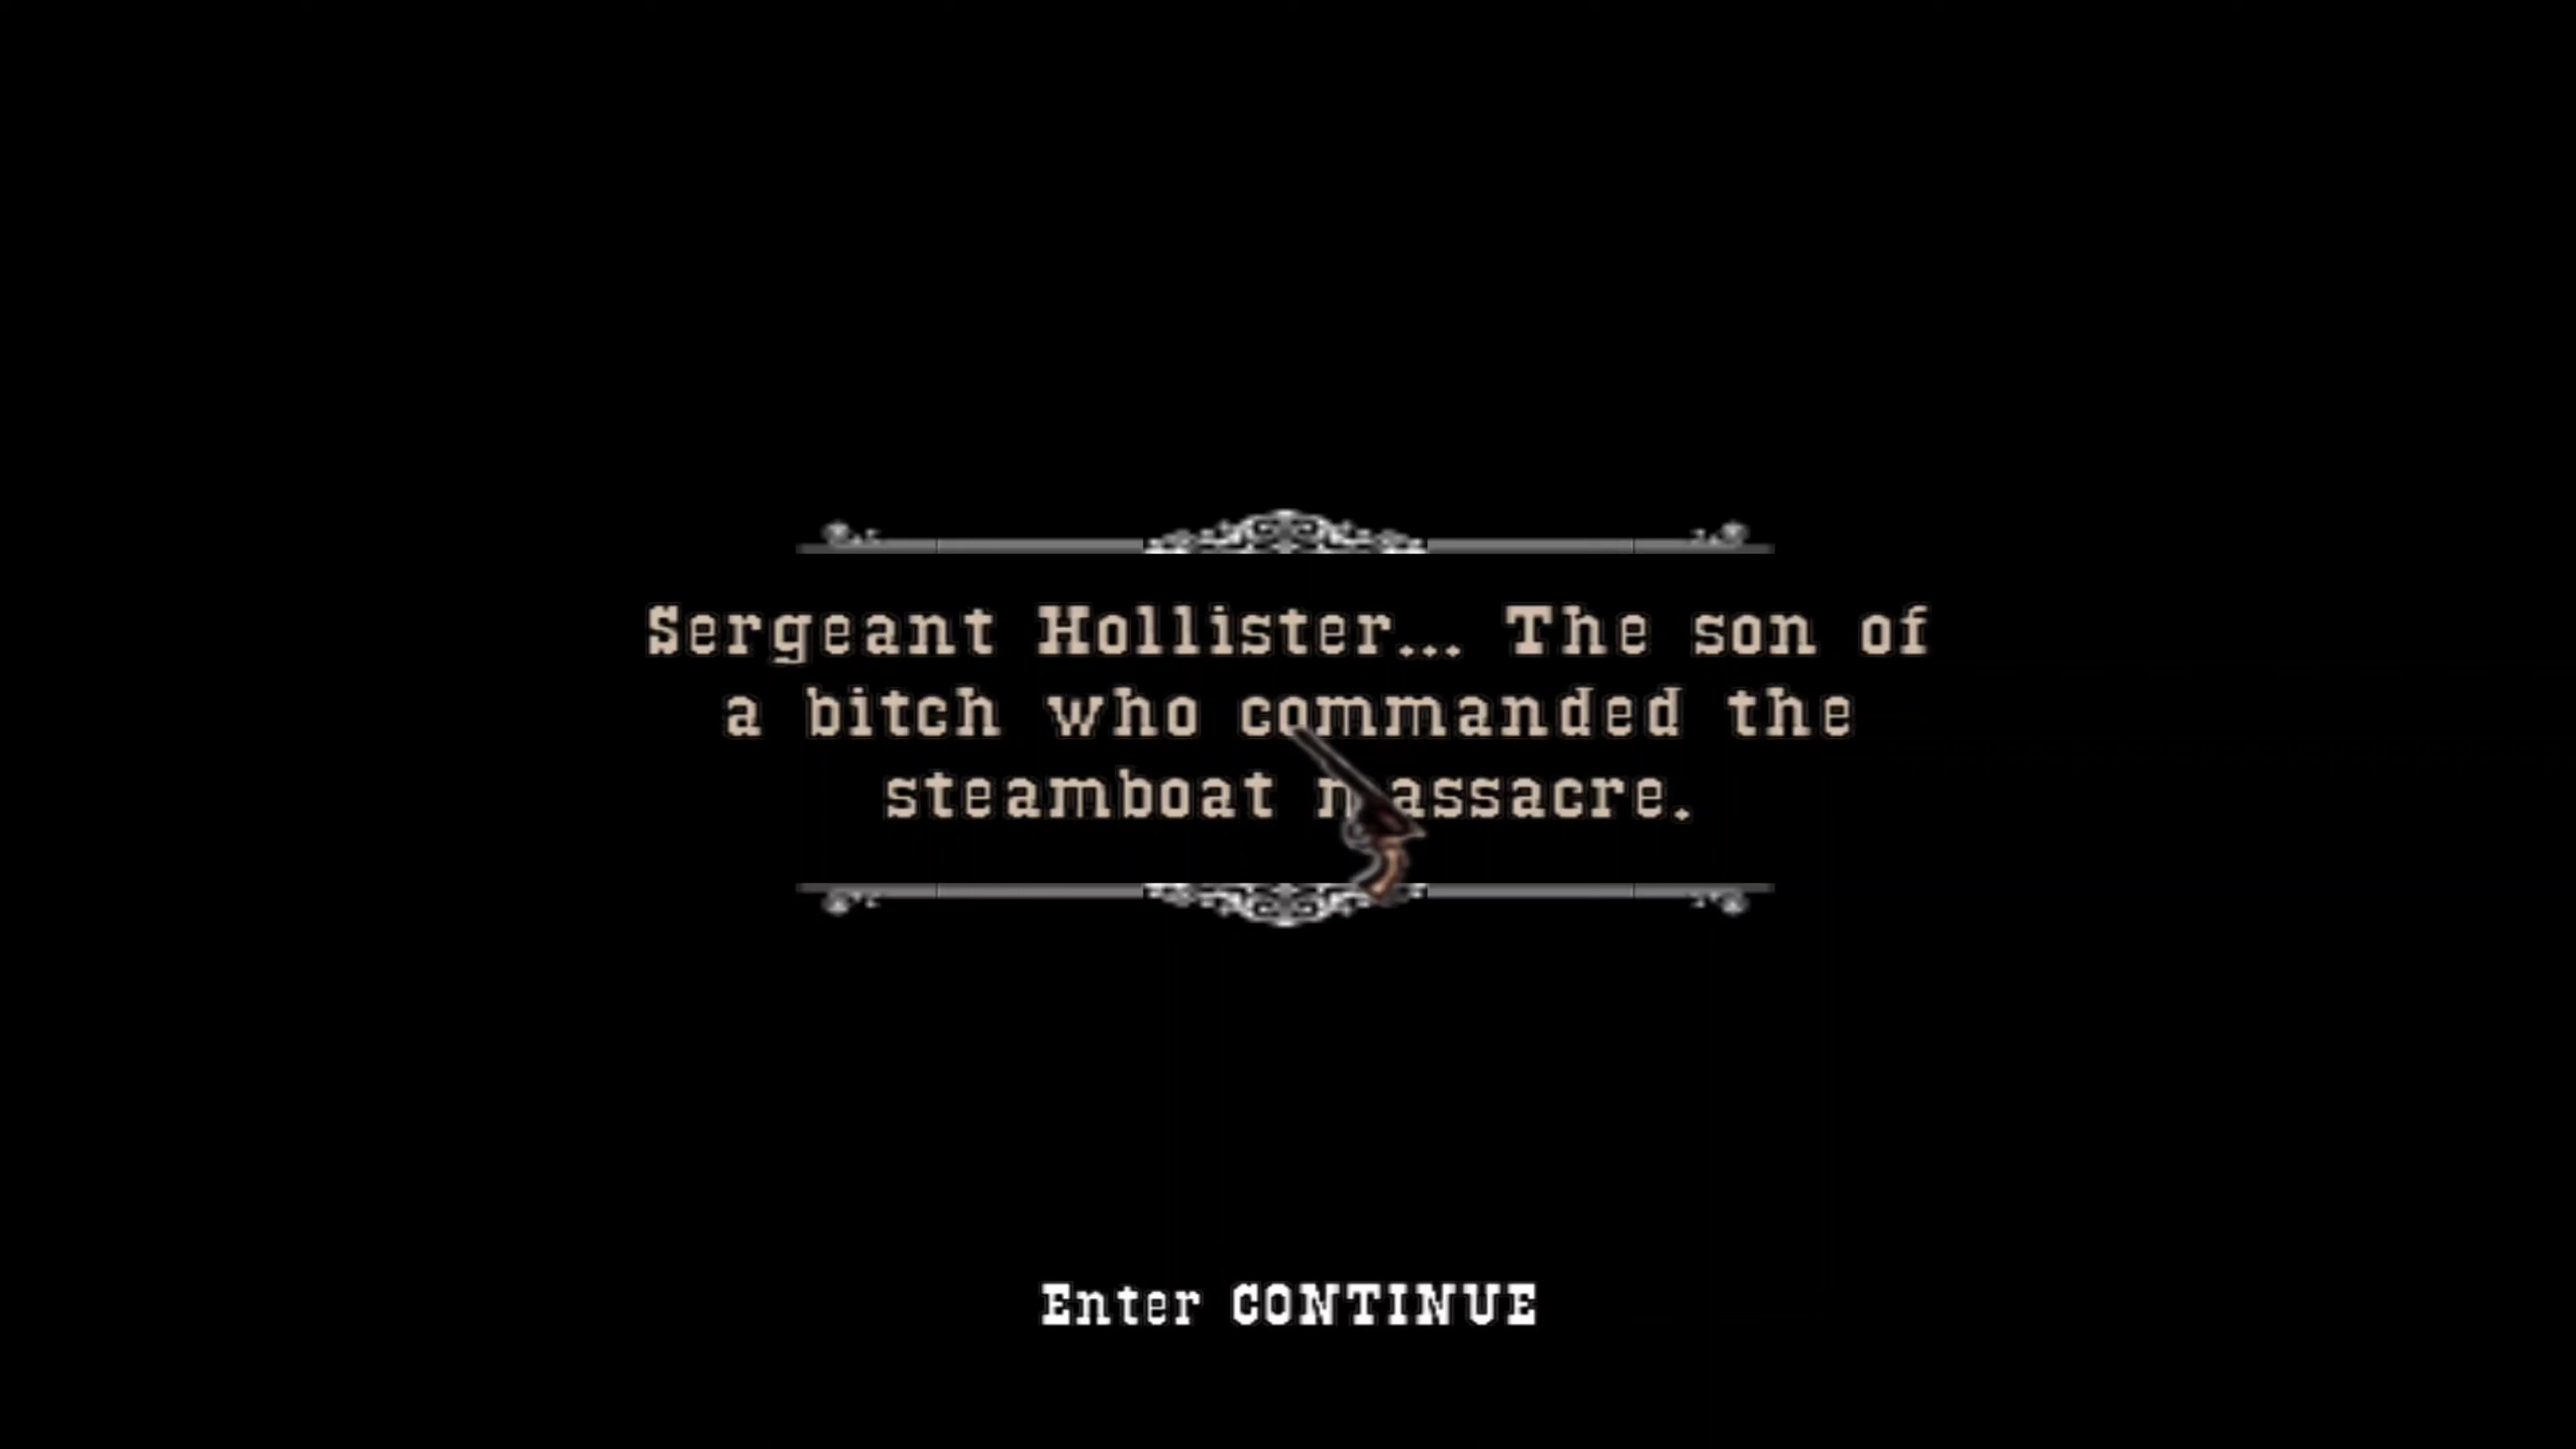 Sergeant Hollister... The son of
a bitch who commanded the
steamboat massacre.
Enter CONTINUE